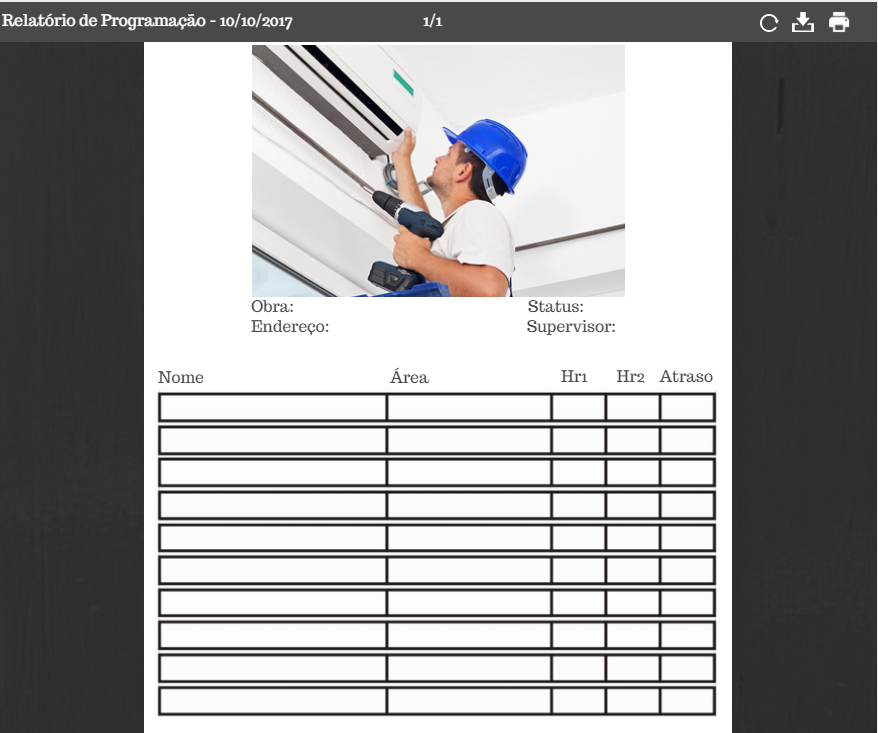 Relatório de Programação - 10/10/2017 1/1
Obra: Status:
Endereço: Supervisor:
Nome Área Hr1 Hr2 Atraso